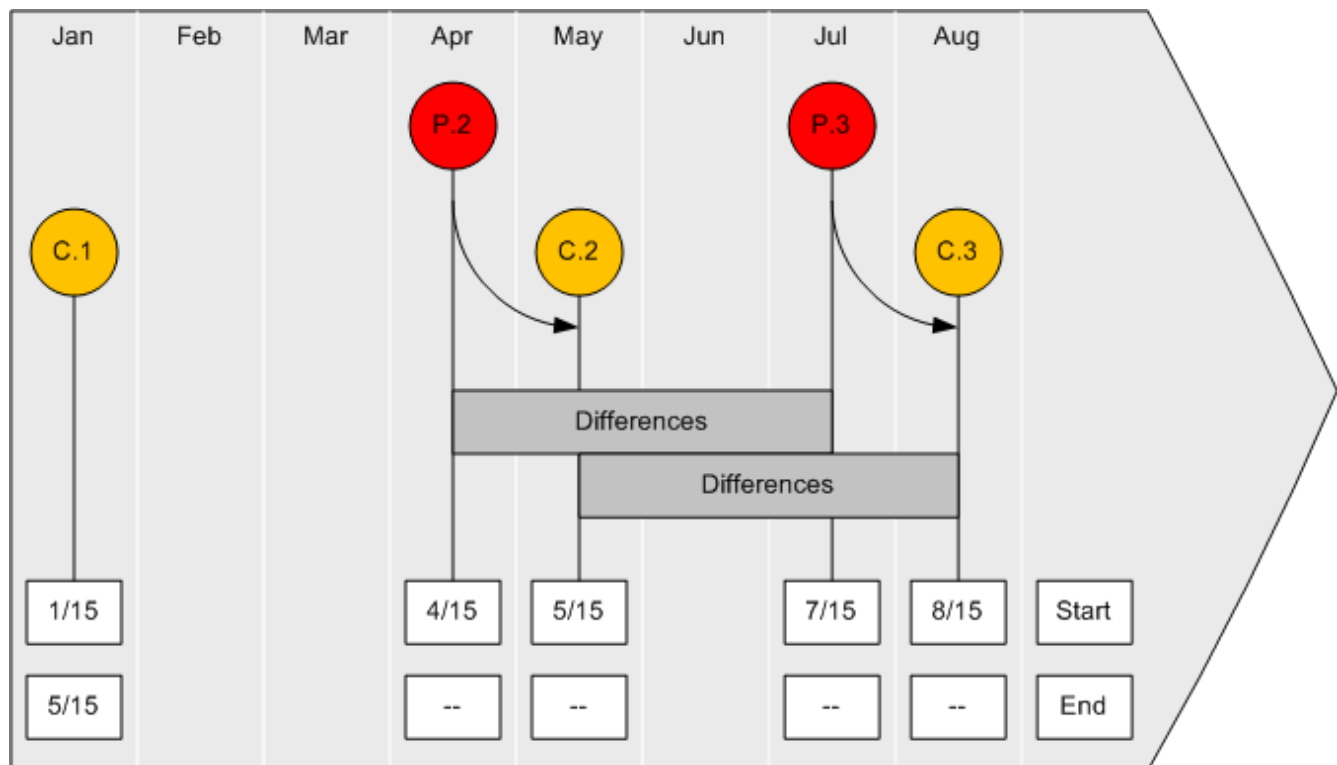 Jan Feb Mar Apr May Jun Jul Aug
P.2 P.3
C.1 C.2 C.3
Differences
Differences
1/15 4/15 5/15 7/15 8/15 Start
5/15 -- -- -- -- End